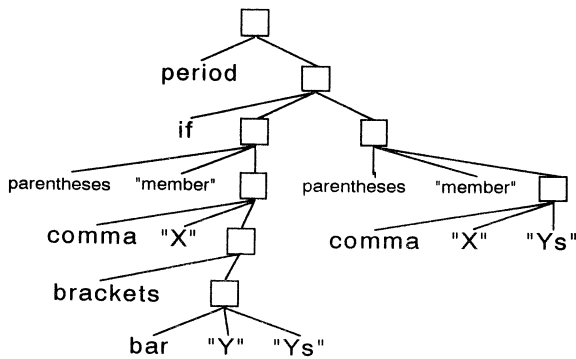 period
if
parentheses "member" parentheses "member"
comma "X" comma "X" "Ys"
brackets
bar "Y" "Ys"